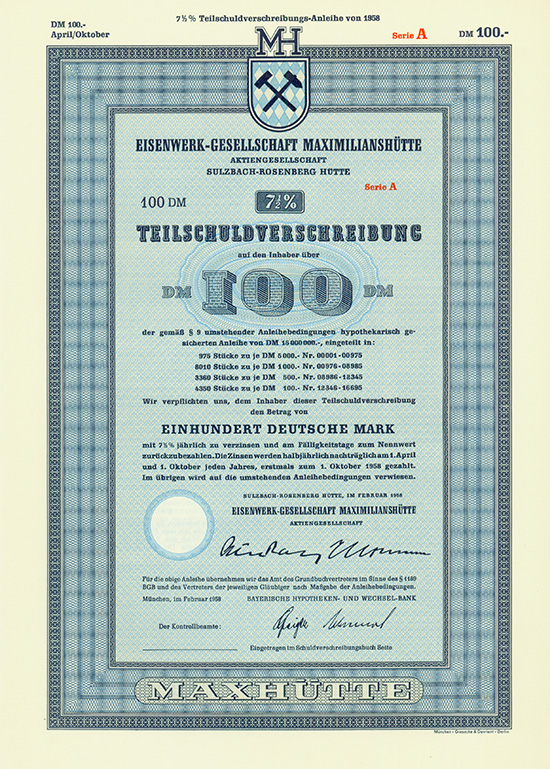 DM 100.-
April/Oktober
7½% Teilschuldverschreibungs-Anleihe von 1958
Serie A
DM 100.-
MH
EISENWERK-GESELLSCHAFT MAXIMILIANSHÜTTE
AKTIENGESELLSCHAFT
SULZBACH-ROSENBERG HÜTTE
Serie A
100 DM
7½%
TEILSCHULDVERSCHREIBUNG
auf den Inhaber über
DM 100 DM
der gemäß § 9 umstehender Anleihebedingungen hypothekarisch ge-
sicherten Anleihe von DM 15 000 000.-, eingeteilt in:
975 Stücke zu je DM 5000.- Nr. 00001-00975
8010 Stücke zu je DM 1000.- Nr. 00976-08985
3360 Stücke zu je DM 500.- Nr. 08986-12345
4350 Stücke zu je DM 100.- Nr. 12346-16695
Wir verpflichten uns, dem Inhaber dieser Teilschuldverschreibung
den Betrag von
EINHUNDERT DEUTSCHE MARK
mit 7½% jährlich zu verzinsen und am Fälligkeitstage zum Nennwert
zurückzubezahlen. Die Zinsen werden halbjährlich nachträglich am 1. April
und 1. Oktober jeden Jahres, erstmals zum 1. Oktober 1958 gezahlt.
Im übrigen wird auf die umstehenden Anleihebedingungen verwiesen.
SULZBACH-ROSENBERG HÜTTE, IM FEBRUAR 1958
EISENWERK-GESELLSCHAFT MAXIMILIANSHÜTTE
AKTIENGESELLSCHAFT
Für die obige Anleihe übernehmen wir das Amt des Grundbuchvertreters im Sinne des § 1189
BGB und des Vertreters der jeweiligen Gläubiger nach Maßgabe der Anleihebedingungen.
München, im Februar 1958
BAYERISCHE HYPOTHEKEN- UND WECHSEL-BANK
Der Kontrollbeamte:
Eingetragen im Schuldverschreibungsbuch Seite
MAXHÜTTE
München - Giesecke & Devrient - Berlin